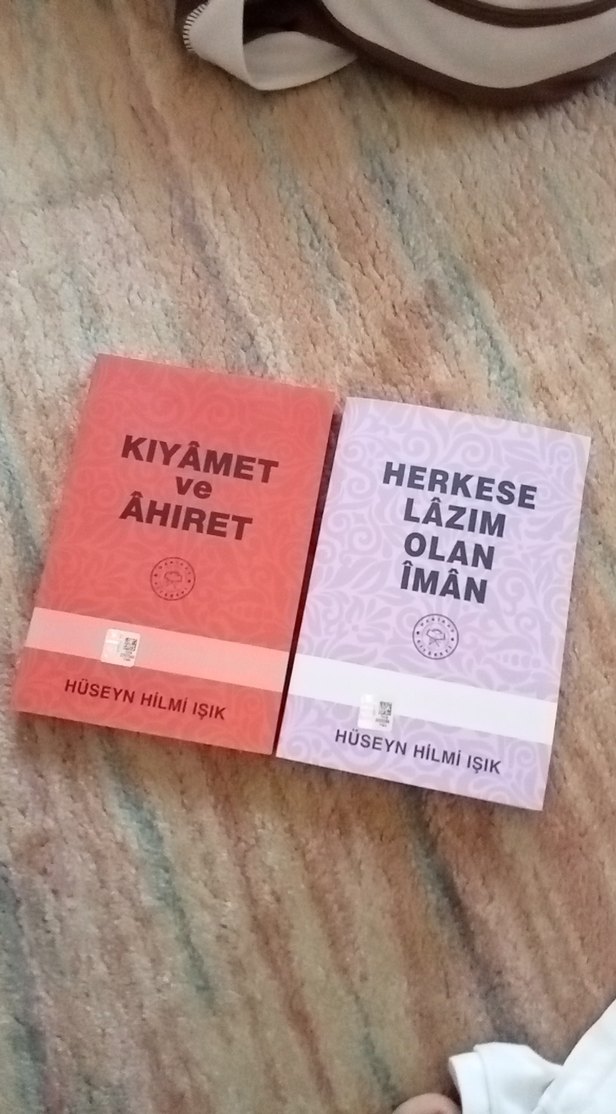 KIYÂMET
ve
ÂHIRET
HÜSEYN HİLMİ IŞIK
HERKESE
LÂZIM
OLAN
ÎMÂN
HÜSEYN HİLMİ IŞIK